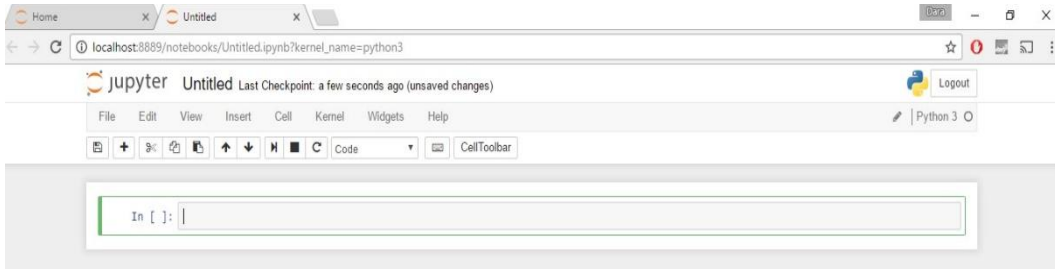 Home Untitled Dara
localhost:8889/notebooks/Untitled.ipynb?kernel_name=python3
jupyter Untitled Last Checkpoint: a few seconds ago (unsaved changes) Logout
File Edit View Insert Cell Kernel Widgets Help Python 3
Code CellToolbar
In [ ]: